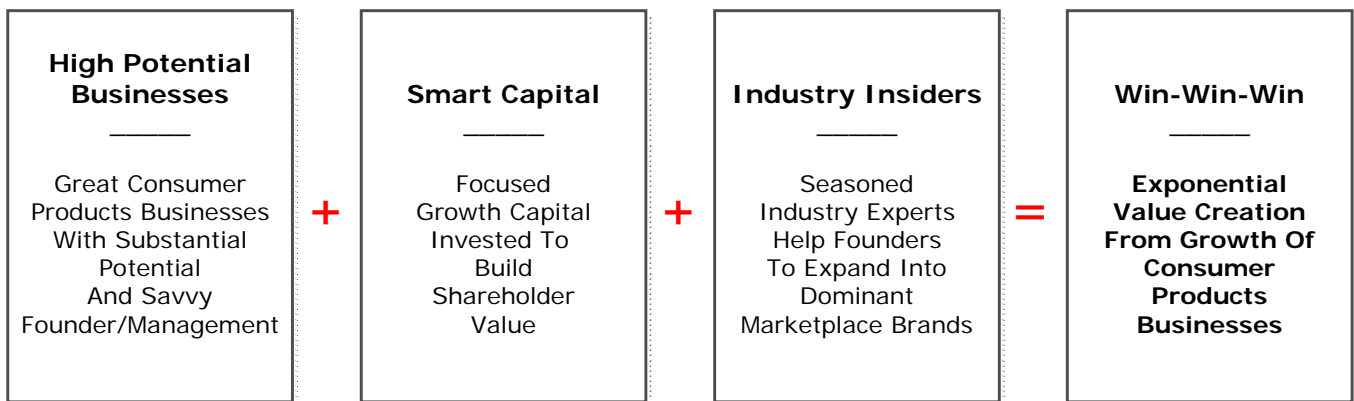 High Potential
Businesses
_____
Great Consumer
Products Businesses
With Substantial
Potential
And Savvy
Founder/Management
+
Smart Capital
_____
Focused
Growth Capital
Invested To
Build
Shareholder
Value
+
Industry Insiders
_____
Seasoned
Industry Experts
Help Founders
To Expand Into
Dominant
Marketplace Brands
=
Win-Win-Win
_____
Exponential
Value Creation
From Growth Of
Consumer
Products
Businesses